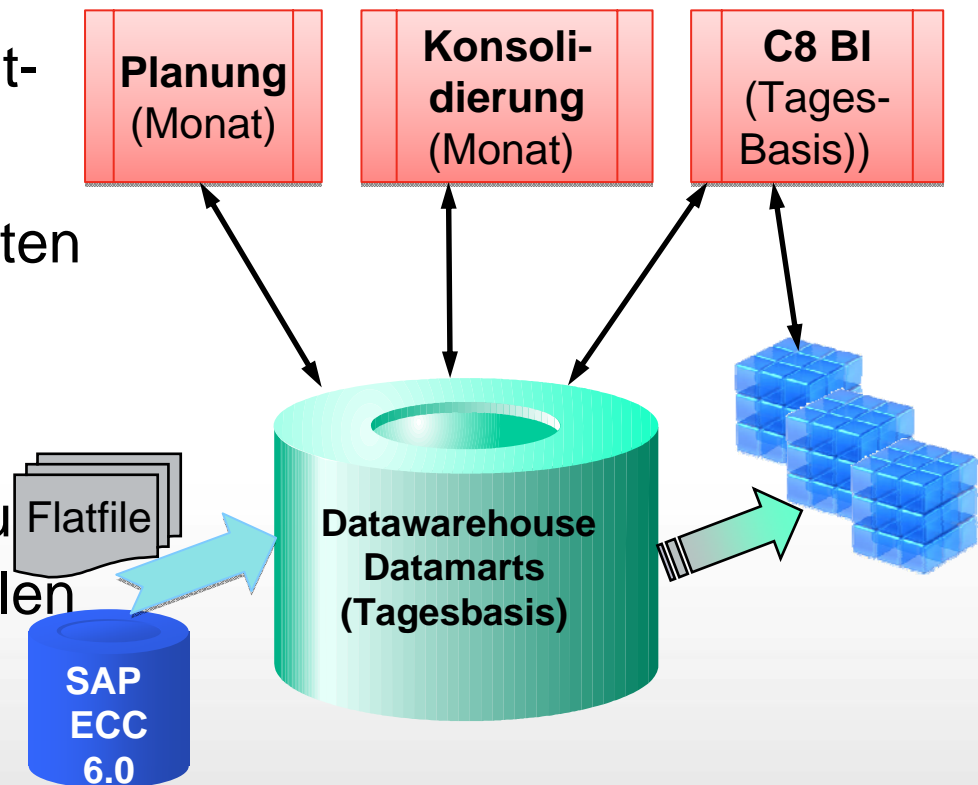 t-
Planung
(Monat)
Konsoli-
dierung
(Monat)
C8 BI
(Tages-
Basis))
ten
u
Flatfile
len
Datawarehouse
Datamarts
(Tagesbasis)
SAP
ECC
6.0